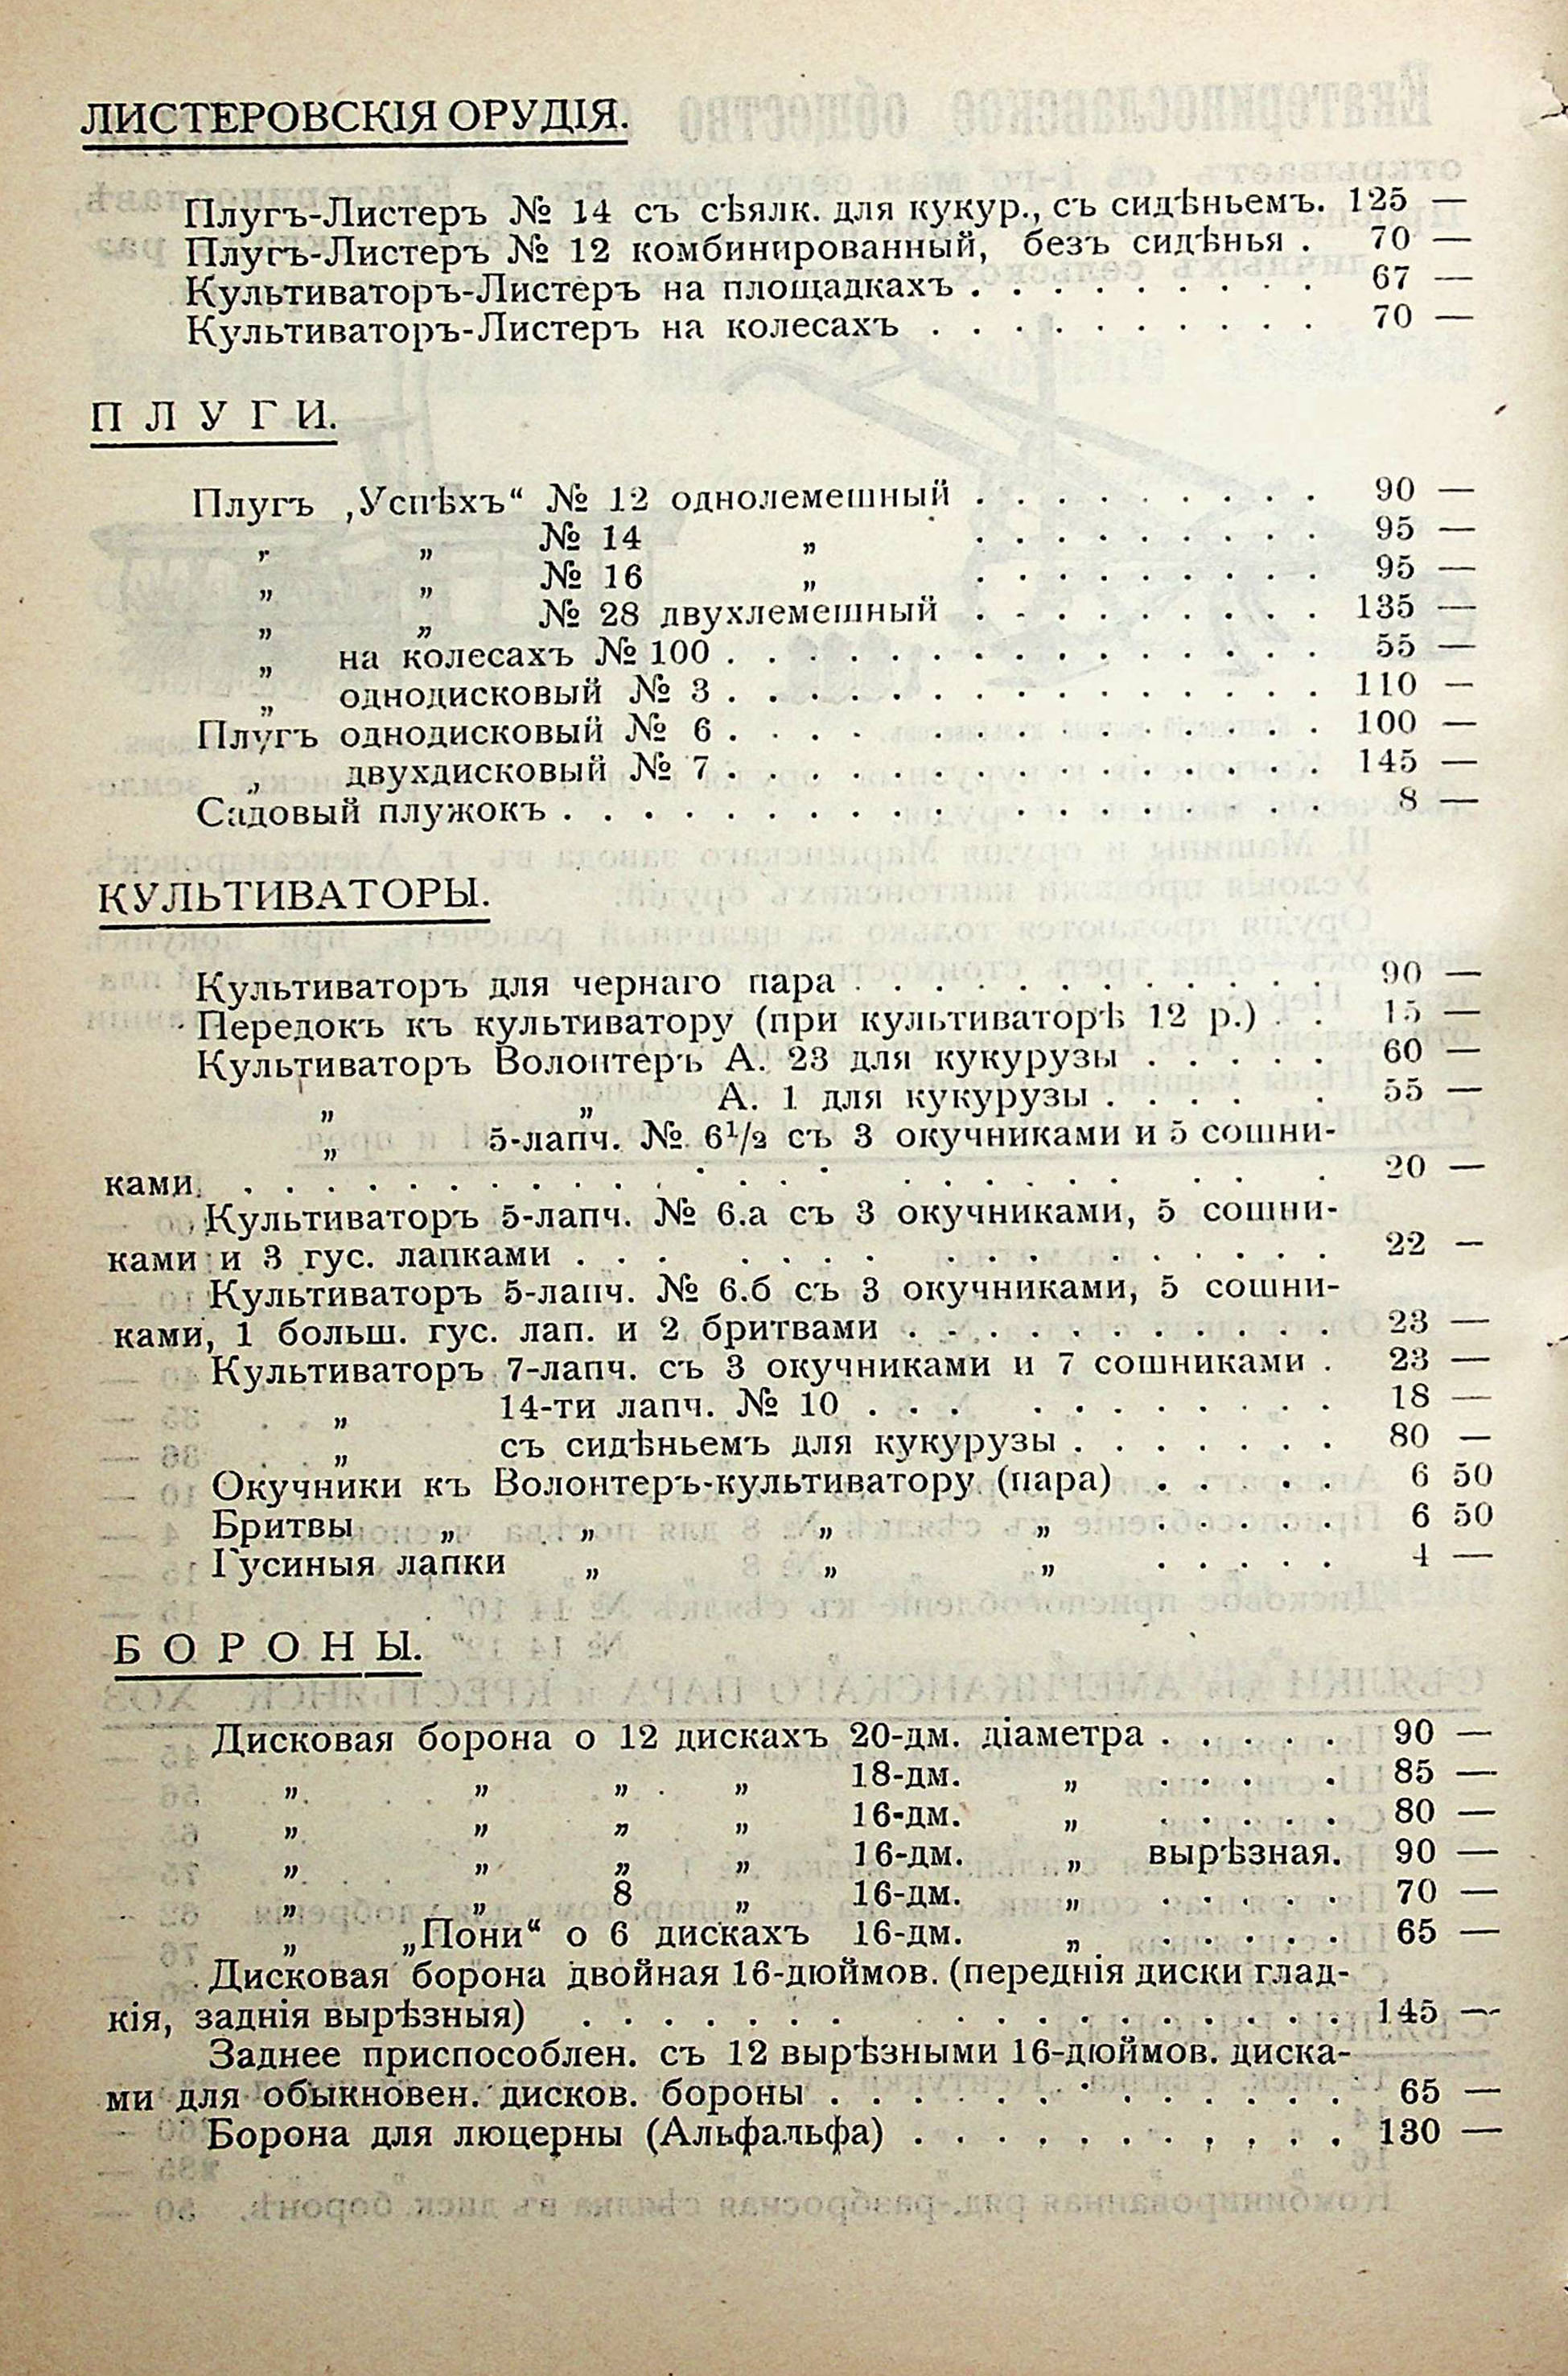 ЛИСТЕРОВСКІЯ ОРУДІЯ.
Плугъ-Листеръ № 14 съ сѣялк. для кукур., съ сидѣньемъ. 125 —
Плугъ-Листеръ № 12 комбинированный, безъ сидѣнья . 70 —
Культиваторъ-Листеръ на площадкахъ . . . . . . . . . 67 —
Культиваторъ-Листеръ на колесахъ . . . . . . . . . . 70 —
ПЛУГИ.
Плугъ „Успѣхъ“ № 12 однолемешный . . . . . . . . . 90 —
„ „ № 14 „ . . . . . . . . . 95 —
„ „ № 16 „ . . . . . . . . . 95 —
„ „ № 28 двухлемешный . . . . . . . . . 135 —
„ на колесахъ № 100 . . . . . . . . . . . . . . . 55 —
„ однодисковый № 3 . . . . . . . . . . . . . . . 110 —
Плугъ однодисковый № 6 . . . . . . . . . . . . . . 100 —
„ двухдисковый № 7 . . . . . . . . . . . . . . . 145 —
Садовый плужокъ . . . . . . . . . . . . . . . . . . 8 —
КУЛЬТИВАТОРЫ.
Культиваторъ для чернаго пара . . . . . . . . . . . . 90 —
Передокъ къ культиватору (при культиваторѣ 12 р.) . . 15 —
Культиваторъ Волонтеръ А. 23 для кукурузы . . . . . 60 —
„ „ А. 1 для кукурузы . . . . . 55 —
„ 5-лапч. № 6½ съ 3 окучниками и 5 сошни-
ками. . . . . . . . . . . . . . . . . . . . . . . . 20 —
Культиваторъ 5-лапч. № 6.а съ 3 окучниками, 5 сошни-
ками и 3 гус. лапками . . . . . . . . . . . . . . . . 22 —
Культиваторъ 5-лапч. № 6.б съ 3 окучниками, 5 сошни-
ками, 1 больш. гус. лап. и 2 бритвами . . . . . . . . . . . 23 —
Культиваторъ 7-лапч. съ 3 окучниками и 7 сошниками . 23 —
„ 14-ти лапч. № 10 . . . . . . . . . . . 18 —
„ съ сидѣньемъ для кукурузы . . . . . . . 80 —
Окучники къ Волонтеръ-культиватору (пара) . . . . . 6 50
Бритвы „ „ „ „ . . . . . 6 50
Гусиныя лапки „ „ „ . . . . . 4 —
БОРОНЫ.
Дисковая борона о 12 дискахъ 20-дм. діаметра . . . . . 90 —
„ „ „ „ 18-дм. „ . . . . . 85 —
„ „ „ „ 16-дм. „ . . . . . 80 —
„ „ „ „ 16-дм. „ вырѣзная. 90 —
„ „ 8 „ 16-дм. „ . . . . . 70 —
„ „Пони“ о 6 дискахъ 16-дм. „ . . . . . 65 —
Дисковая борона двойная 16-дюймов. (переднія диски глад-
кія, заднія вырѣзныя) . . . . . . . . . . . . . . . . . 145 —
Заднее приспособлен. съ 12 вырѣзными 16-дюймов. диска-
ми для обыкновен. дисков. бороны . . . . . . . . . . . . . 65 —
Борона для люцерны (Альфальфа) . . . . . . . . . . . 130 —